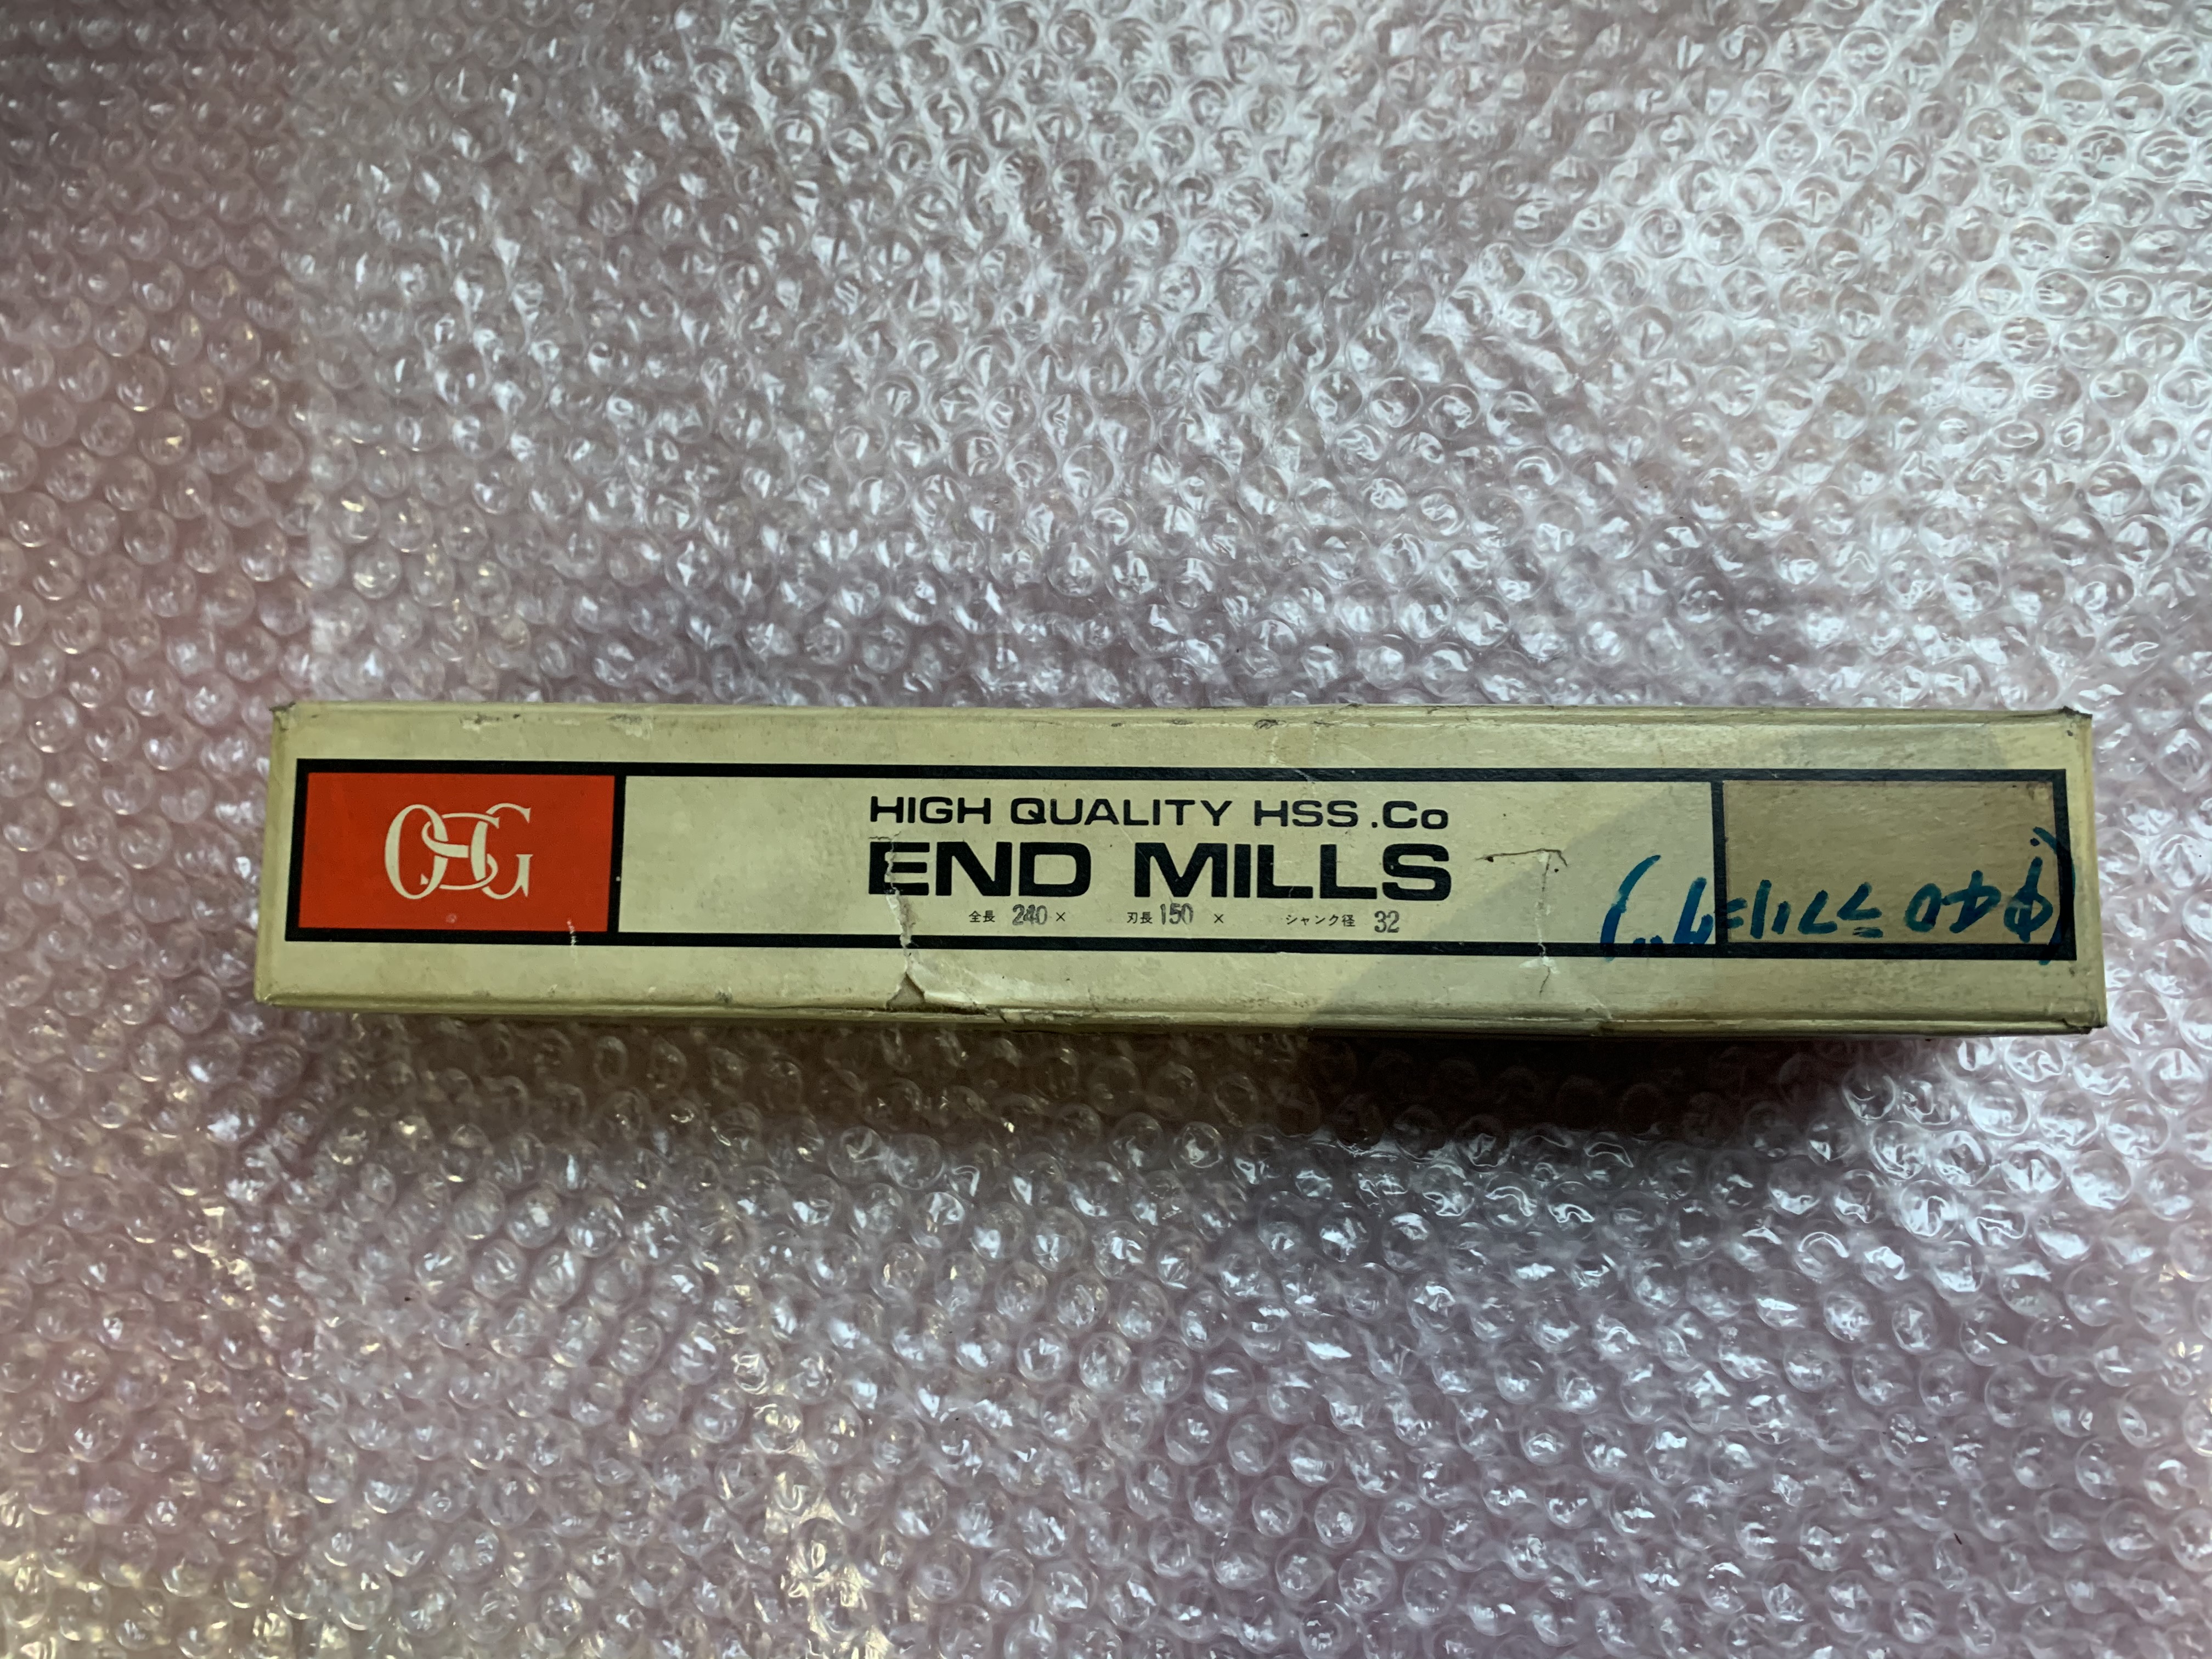 OSG
HIGH QUALITY HSS.Co
END MILLS
全長 240 × 刃長 150 × シャンク径 32